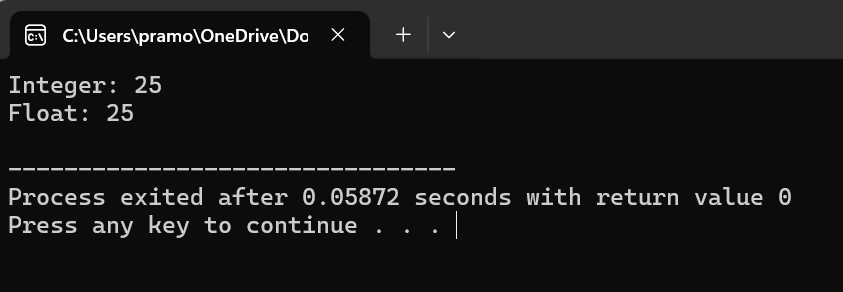 C:\Users\pramo\OneDrive\Do
Integer: 25
Float: 25
--------------------------------
Process exited after 0.05872 seconds with return value 0
Press any key to continue . . .